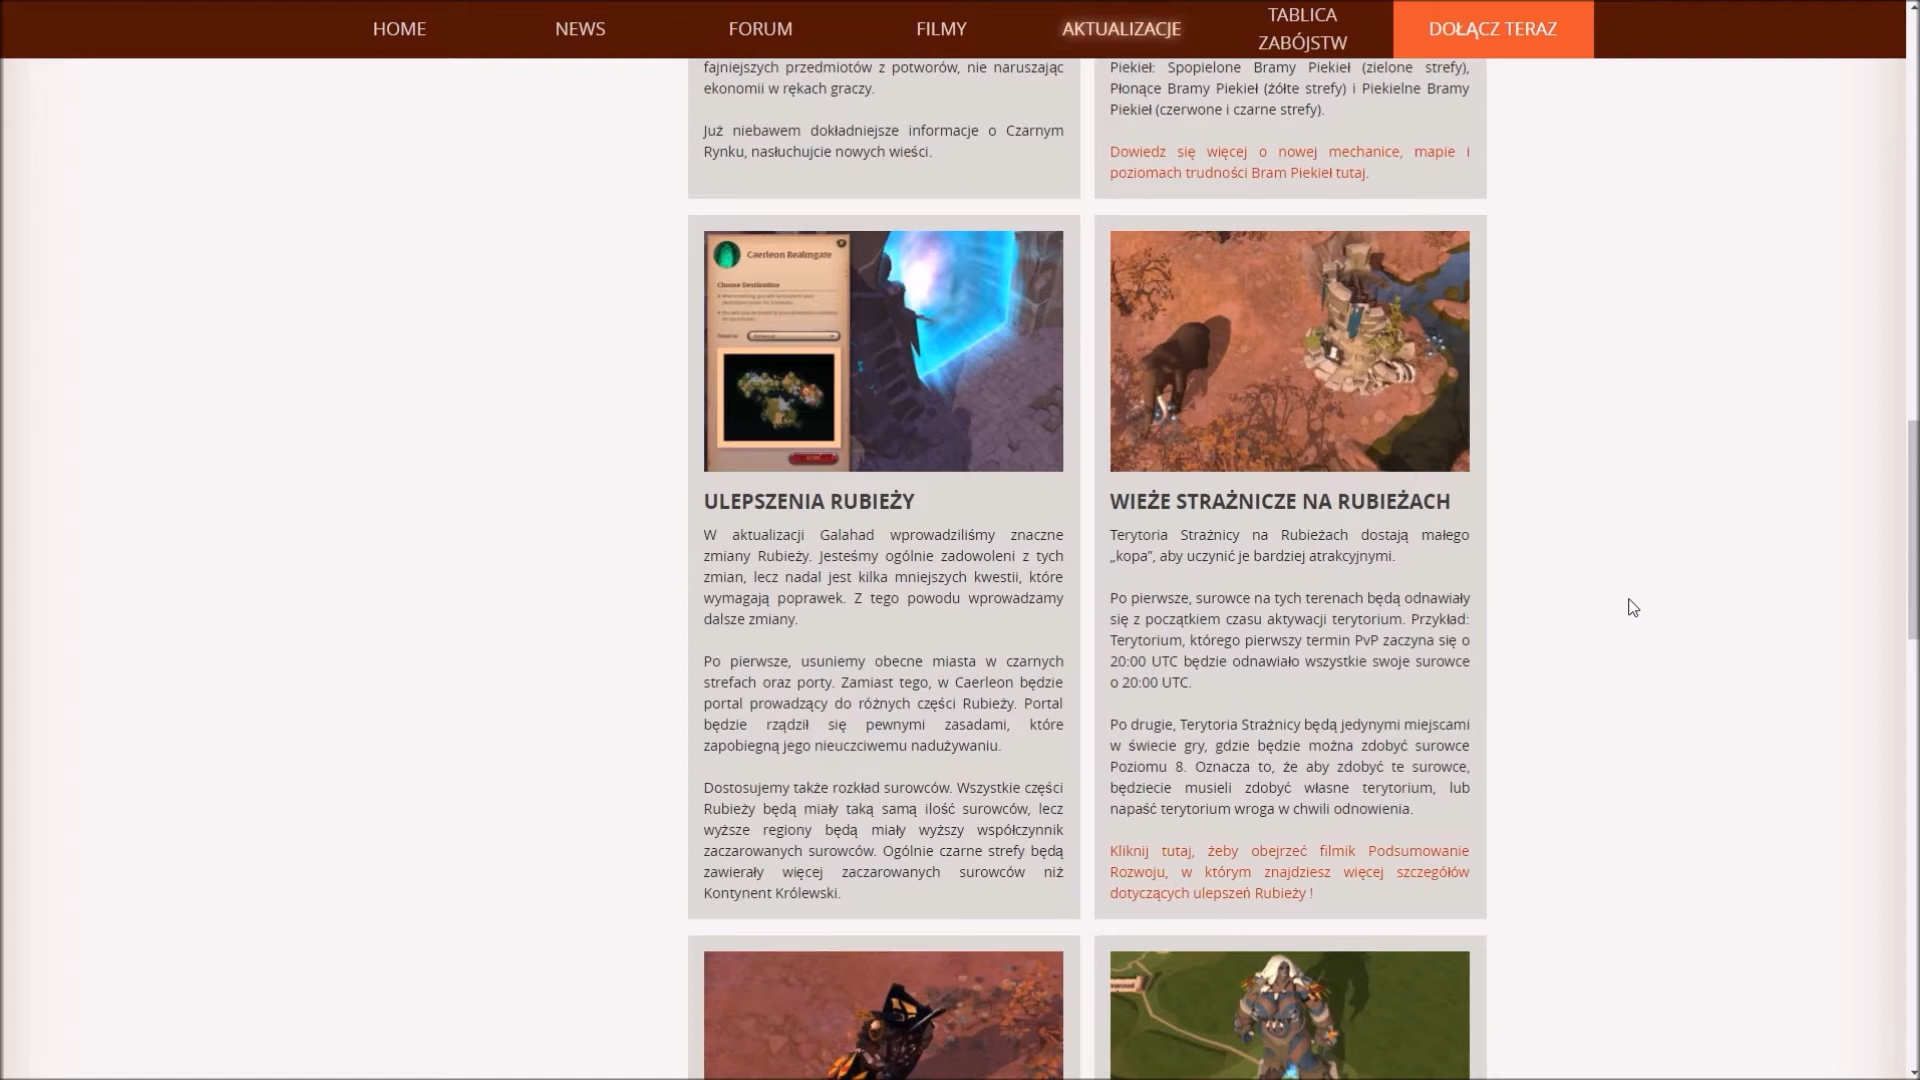 HOME
NEWS
FORUM
FILMY
AKTUALIZACJE
TABLICA
ZABÓJSTW
DOŁĄCZ TERAZ
fajniejszych przedmiotów z potworów, nie naruszając
ekonomii w rękach graczy.
Już niebawem dokładniejsze informacje o Czarnym
Rynku, nasłuchujcie nowych wieści.
Piekieł: Spopielone Bramy Piekieł (zielone strefy),
Płonące Bramy Piekieł (żółte strefy) i Piekielne Bramy
Piekieł (czerwone i czarne strefy).
Dowiedz się więcej o nowej mechanice, mapie i
poziomach trudności Bram Piekieł tutaj.
Caerleon Realmgate
Choose Destination
ULEPSZENIA RUBIEŻY
W aktualizacji Galahad wprowadziliśmy znaczne
zmiany Rubieży. Jesteśmy ogólnie zadowoleni z tych
zmian, lecz nadal jest kilka mniejszych kwestii, które
wymagają poprawek. Z tego powodu wprowadzamy
dalsze zmiany.
Po pierwsze, usuniemy obecne miasta w czarnych
strefach oraz porty. Zamiast tego, w Caerleon będzie
portal prowadzący do różnych części Rubieży. Portal
będzie rządził się pewnymi zasadami, które
zapobiegną jego nieuczciwemu nadużywaniu.
Dostosujemy także rozkład surowców. Wszystkie części
Rubieży będą miały taką samą ilość surowców, lecz
wyższe regiony będą miały wyższy współczynnik
zaczarowanych surowców. Ogólnie czarne strefy będą
zawierały więcej zaczarowanych surowców niż
Kontynent Królewski.
WIEŻE STRAŻNICZE NA RUBIEŻACH
Terytoria Strażnicy na Rubieżach dostają małego
„kopa", aby uczynić je bardziej atrakcyjnymi.
Po pierwsze, surowce na tych terenach będą odnawiały
się z początkiem czasu aktywacji terytorium. Przykład:
Terytorium, którego pierwszy termin PvP zaczyna się o
20:00 UTC będzie odnawiało wszystkie swoje surowce
o 20:00 UTC.
Po drugie, Terytoria Strażnicy będą jedynymi miejscami
w świecie gry, gdzie będzie można zdobyć surowce
Poziomu 8. Oznacza to, że aby zdobyć te surowce,
będziecie musieli zdobyć własne terytorium, lub
napaść terytorium wroga w chwili odnowienia.
Kliknij tutaj, żeby obejrzeć filmik Podsumowanie
Rozwoju, w którym znajdziesz więcej szczegółów
dotyczących ulepszeń Rubieży !